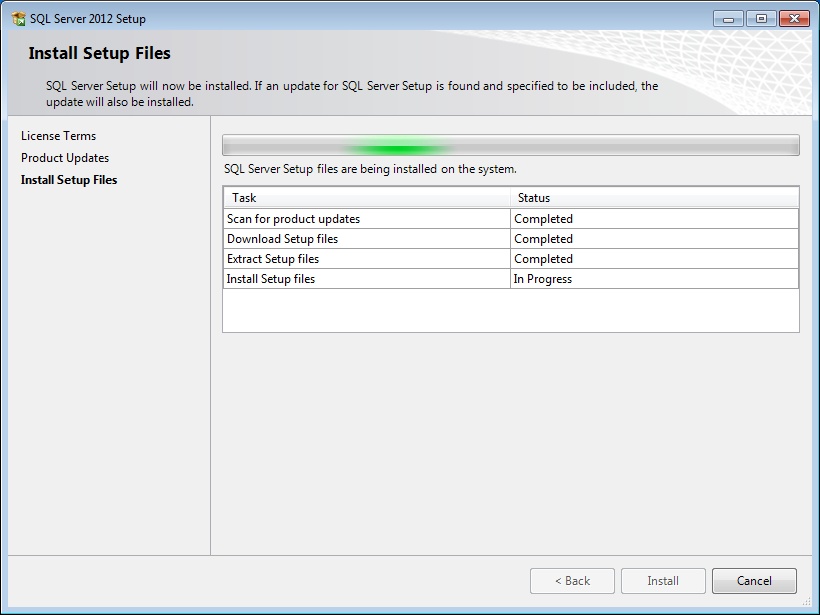 SQL Server 2012 Setup
Install Setup Files
SQL Server Setup will now be installed. If an update for SQL Server Setup is found and specified to be included, the
update will also be installed.
License Terms
Product Updates
Install Setup Files
SQL Server Setup files are being installed on the system.
Task Status
Scan for product updates Completed
Download Setup files Completed
Extract Setup files Completed
Install Setup files In Progress
< Back Install Cancel